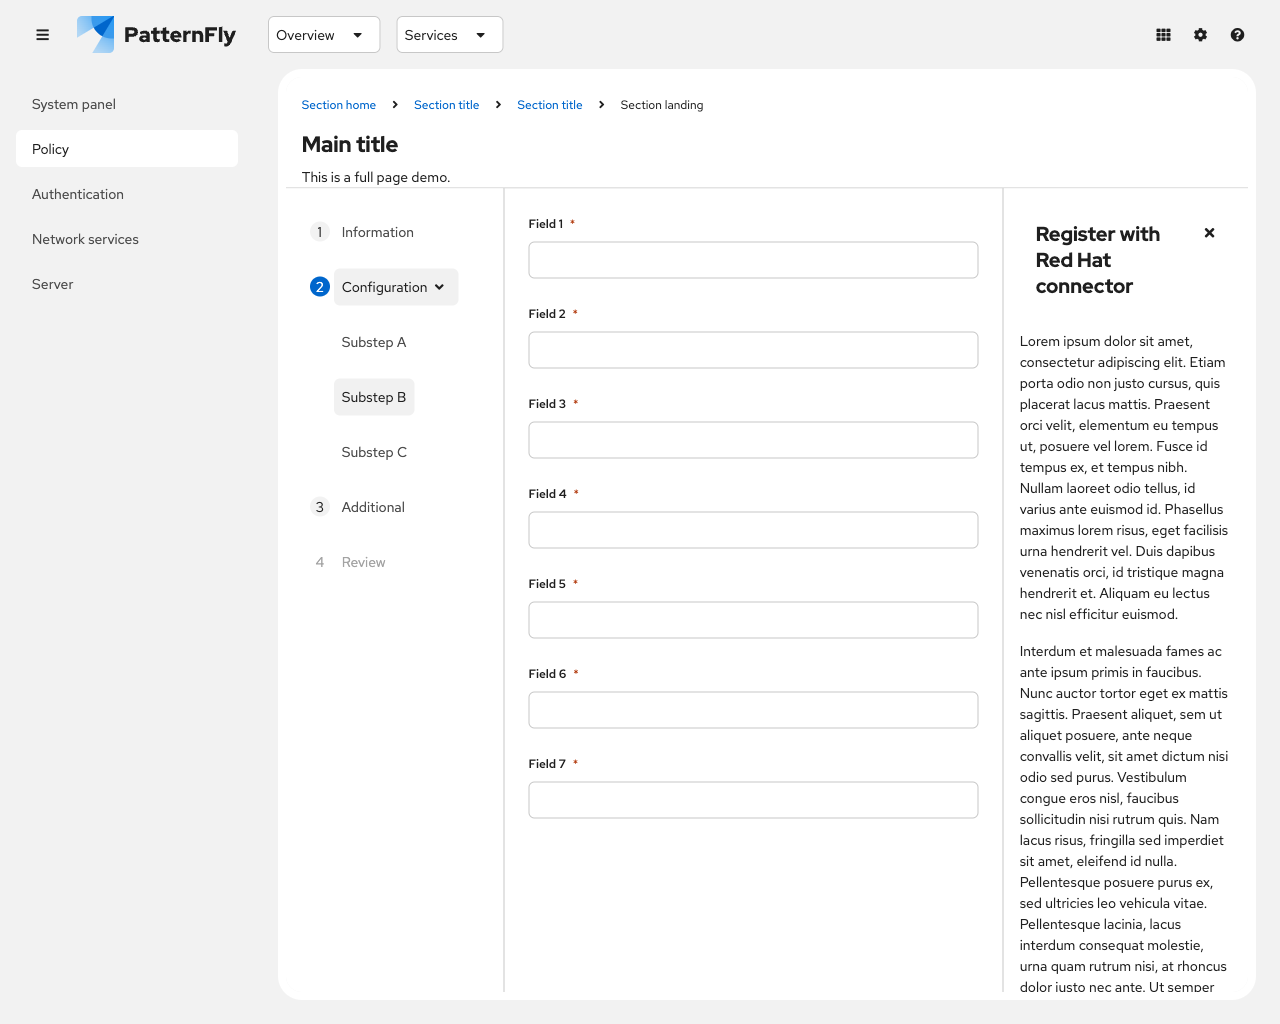 PatternFly
Overview
Services
System panel
Policy
Authentication
Network services
Server
Section home
Section title
Section title
Section landing
Main title
This is a full page demo.
1 Information
2 Configuration
Substep A
Substep B
Substep C
3 Additional
4 Review
Field 1 *
Field 2 *
Field 3 *
Field 4 *
Field 5 *
Field 6 *
Field 7 *
Register with
Red Hat
connector
Lorem ipsum dolor sit amet,
consectetur adipiscing elit. Etiam
porta odio non justo cursus, quis
placerat lacus mattis. Praesent
orci velit, elementum eu tempus
ut, posuere vel lorem. Fusce id
tempus ex, et tempus nibh.
Nullam laoreet odio tellus, id
varius ante euismod id. Phasellus
maximus lorem risus, eget facilisis
urna hendrerit vel. Duis dapibus
venenatis orci, id tristique magna
hendrerit et. Aliquam eu lectus
nec nisl efficitur euismod.
Interdum et malesuada fames ac
ante ipsum primis in faucibus.
Nunc auctor tortor eget ex mattis
sagittis. Praesent aliquet, sem ut
aliquet posuere, ante neque
convallis velit, sit amet dictum nisi
odio sed purus. Vestibulum
congue eros nisl, faucibus
sollicitudin nisi rutrum quis. Nam
lacus risus, fringilla sed imperdiet
sit amet, eleifend id nulla.
Pellentesque posuere purus ex,
sed ultricies leo vehicula vitae.
Pellentesque lacinia, lacus
interdum consequat molestie,
urna quam rutrum nisi, at rhoncus
dolor justo nec ante. Ut semper